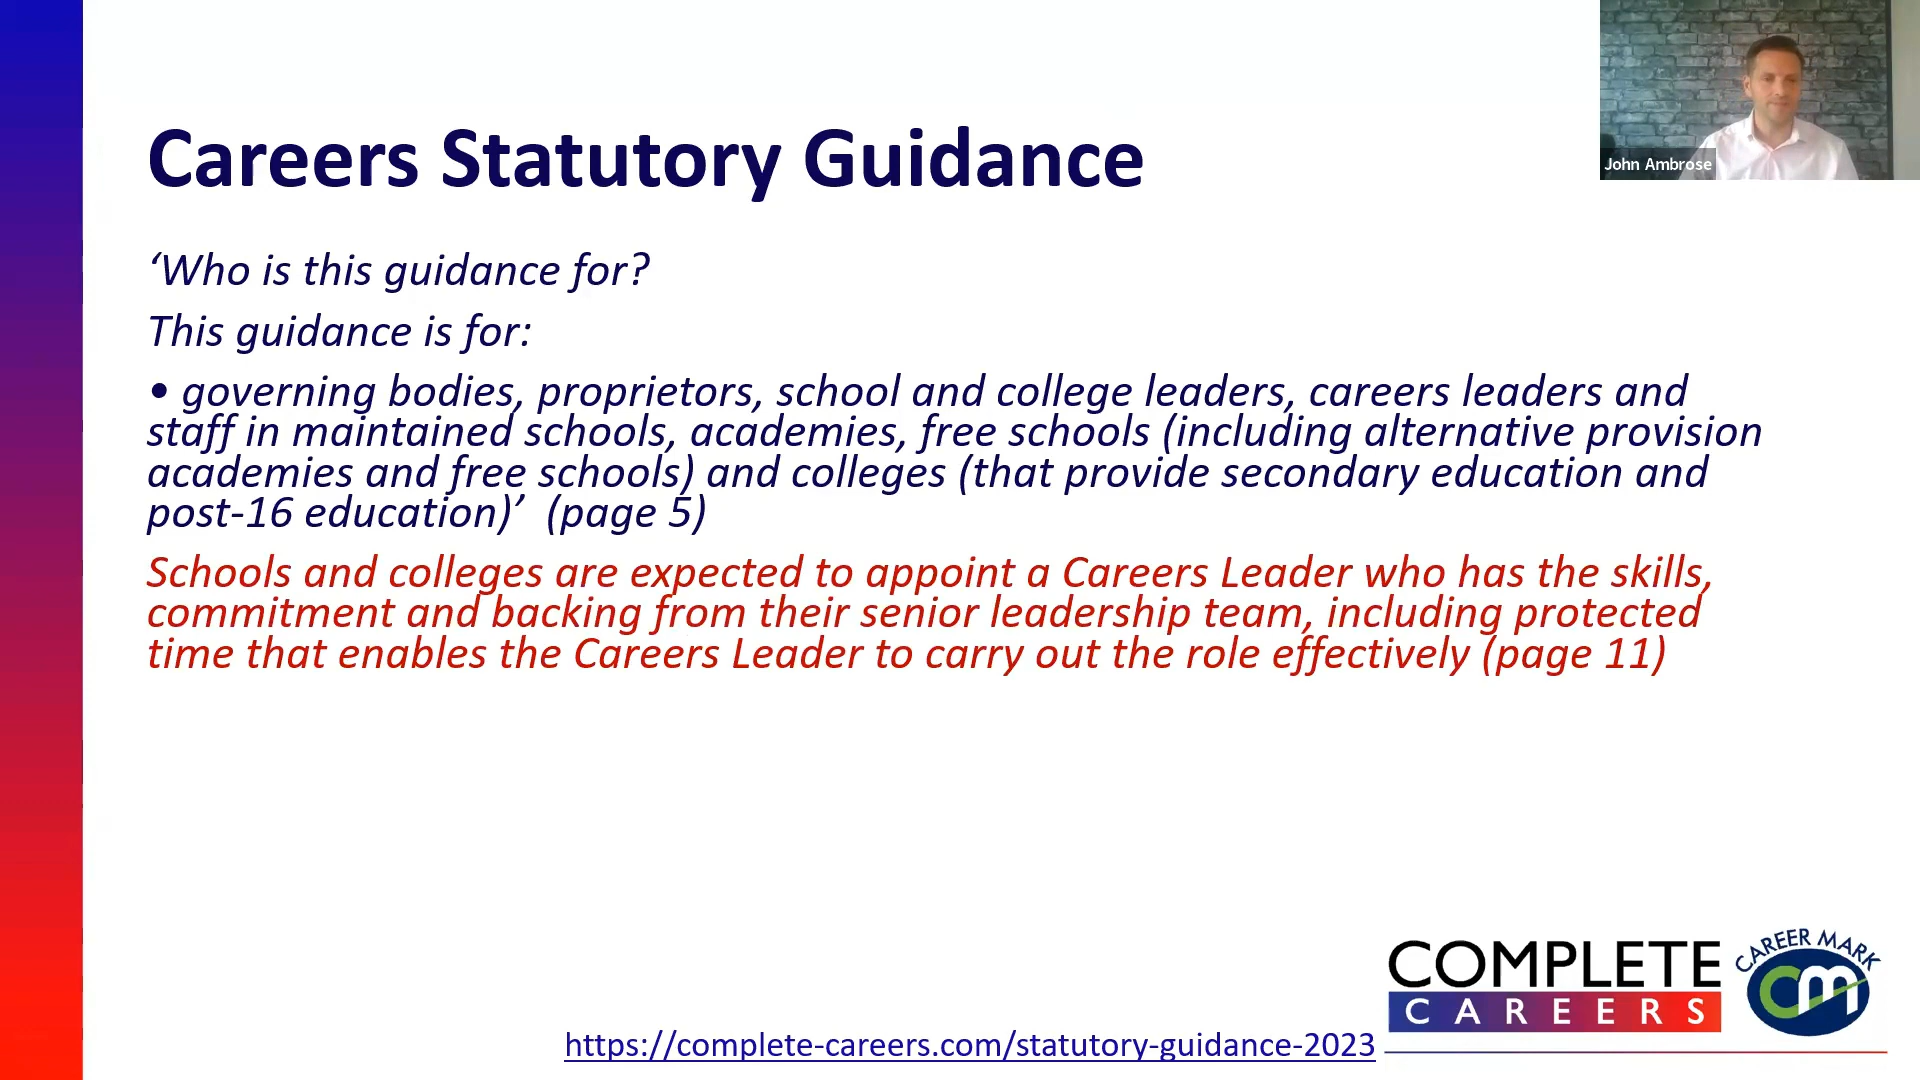 John Ambrose
Careers Statutory Guidance
‘Who is this guidance for?
This guidance is for:
• governing bodies, proprietors, school and college leaders, careers leaders and
staff in maintained schools, academies, free schools (including alternative provision
academies and free schools) and colleges (that provide secondary education and
post-16 education)’ (page 5)
Schools and colleges are expected to appoint a Careers Leader who has the skills,
commitment and backing from their senior leadership team, including protected
time that enables the Careers Leader to carry out the role effectively (page 11)
COMPLETE
CAREERS
CAREER MARK
cm
https://complete-careers.com/statutory-guidance-2023